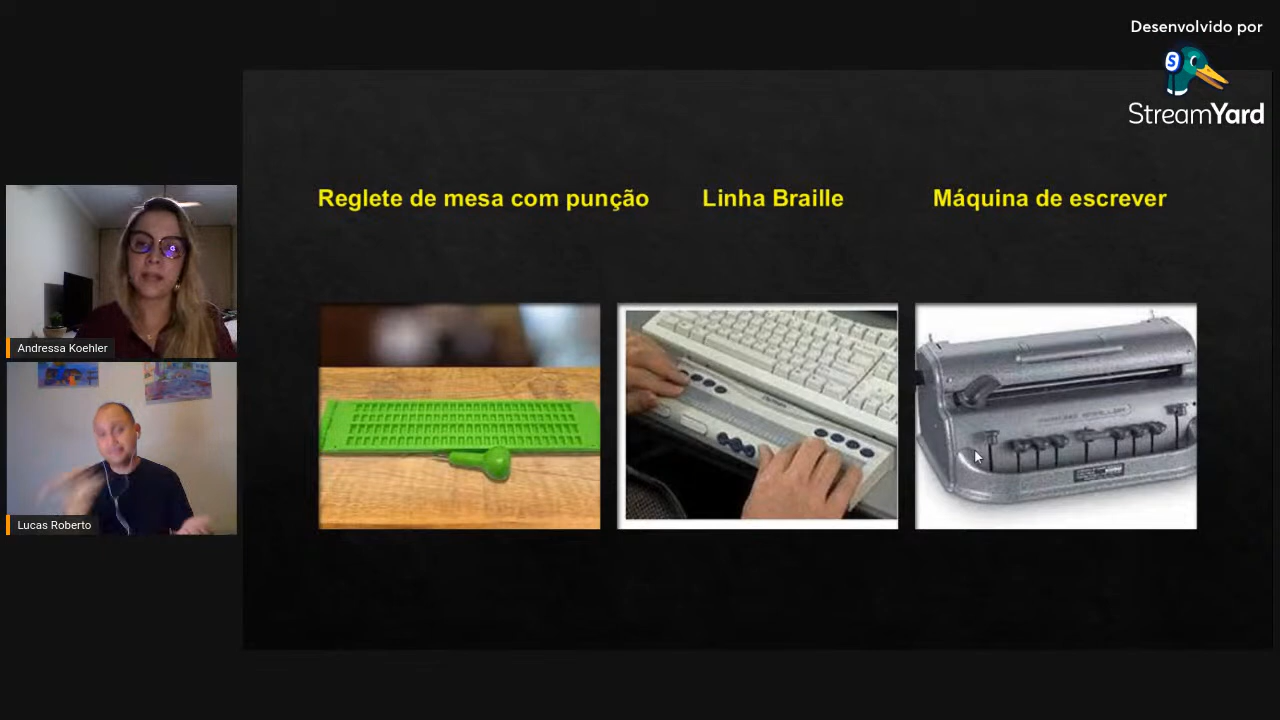 Desenvolvido por
StreamYard
Reglete de mesa com punção
Linha Braille
Máquina de escrever
Andressa Koehler
Lucas Roberto